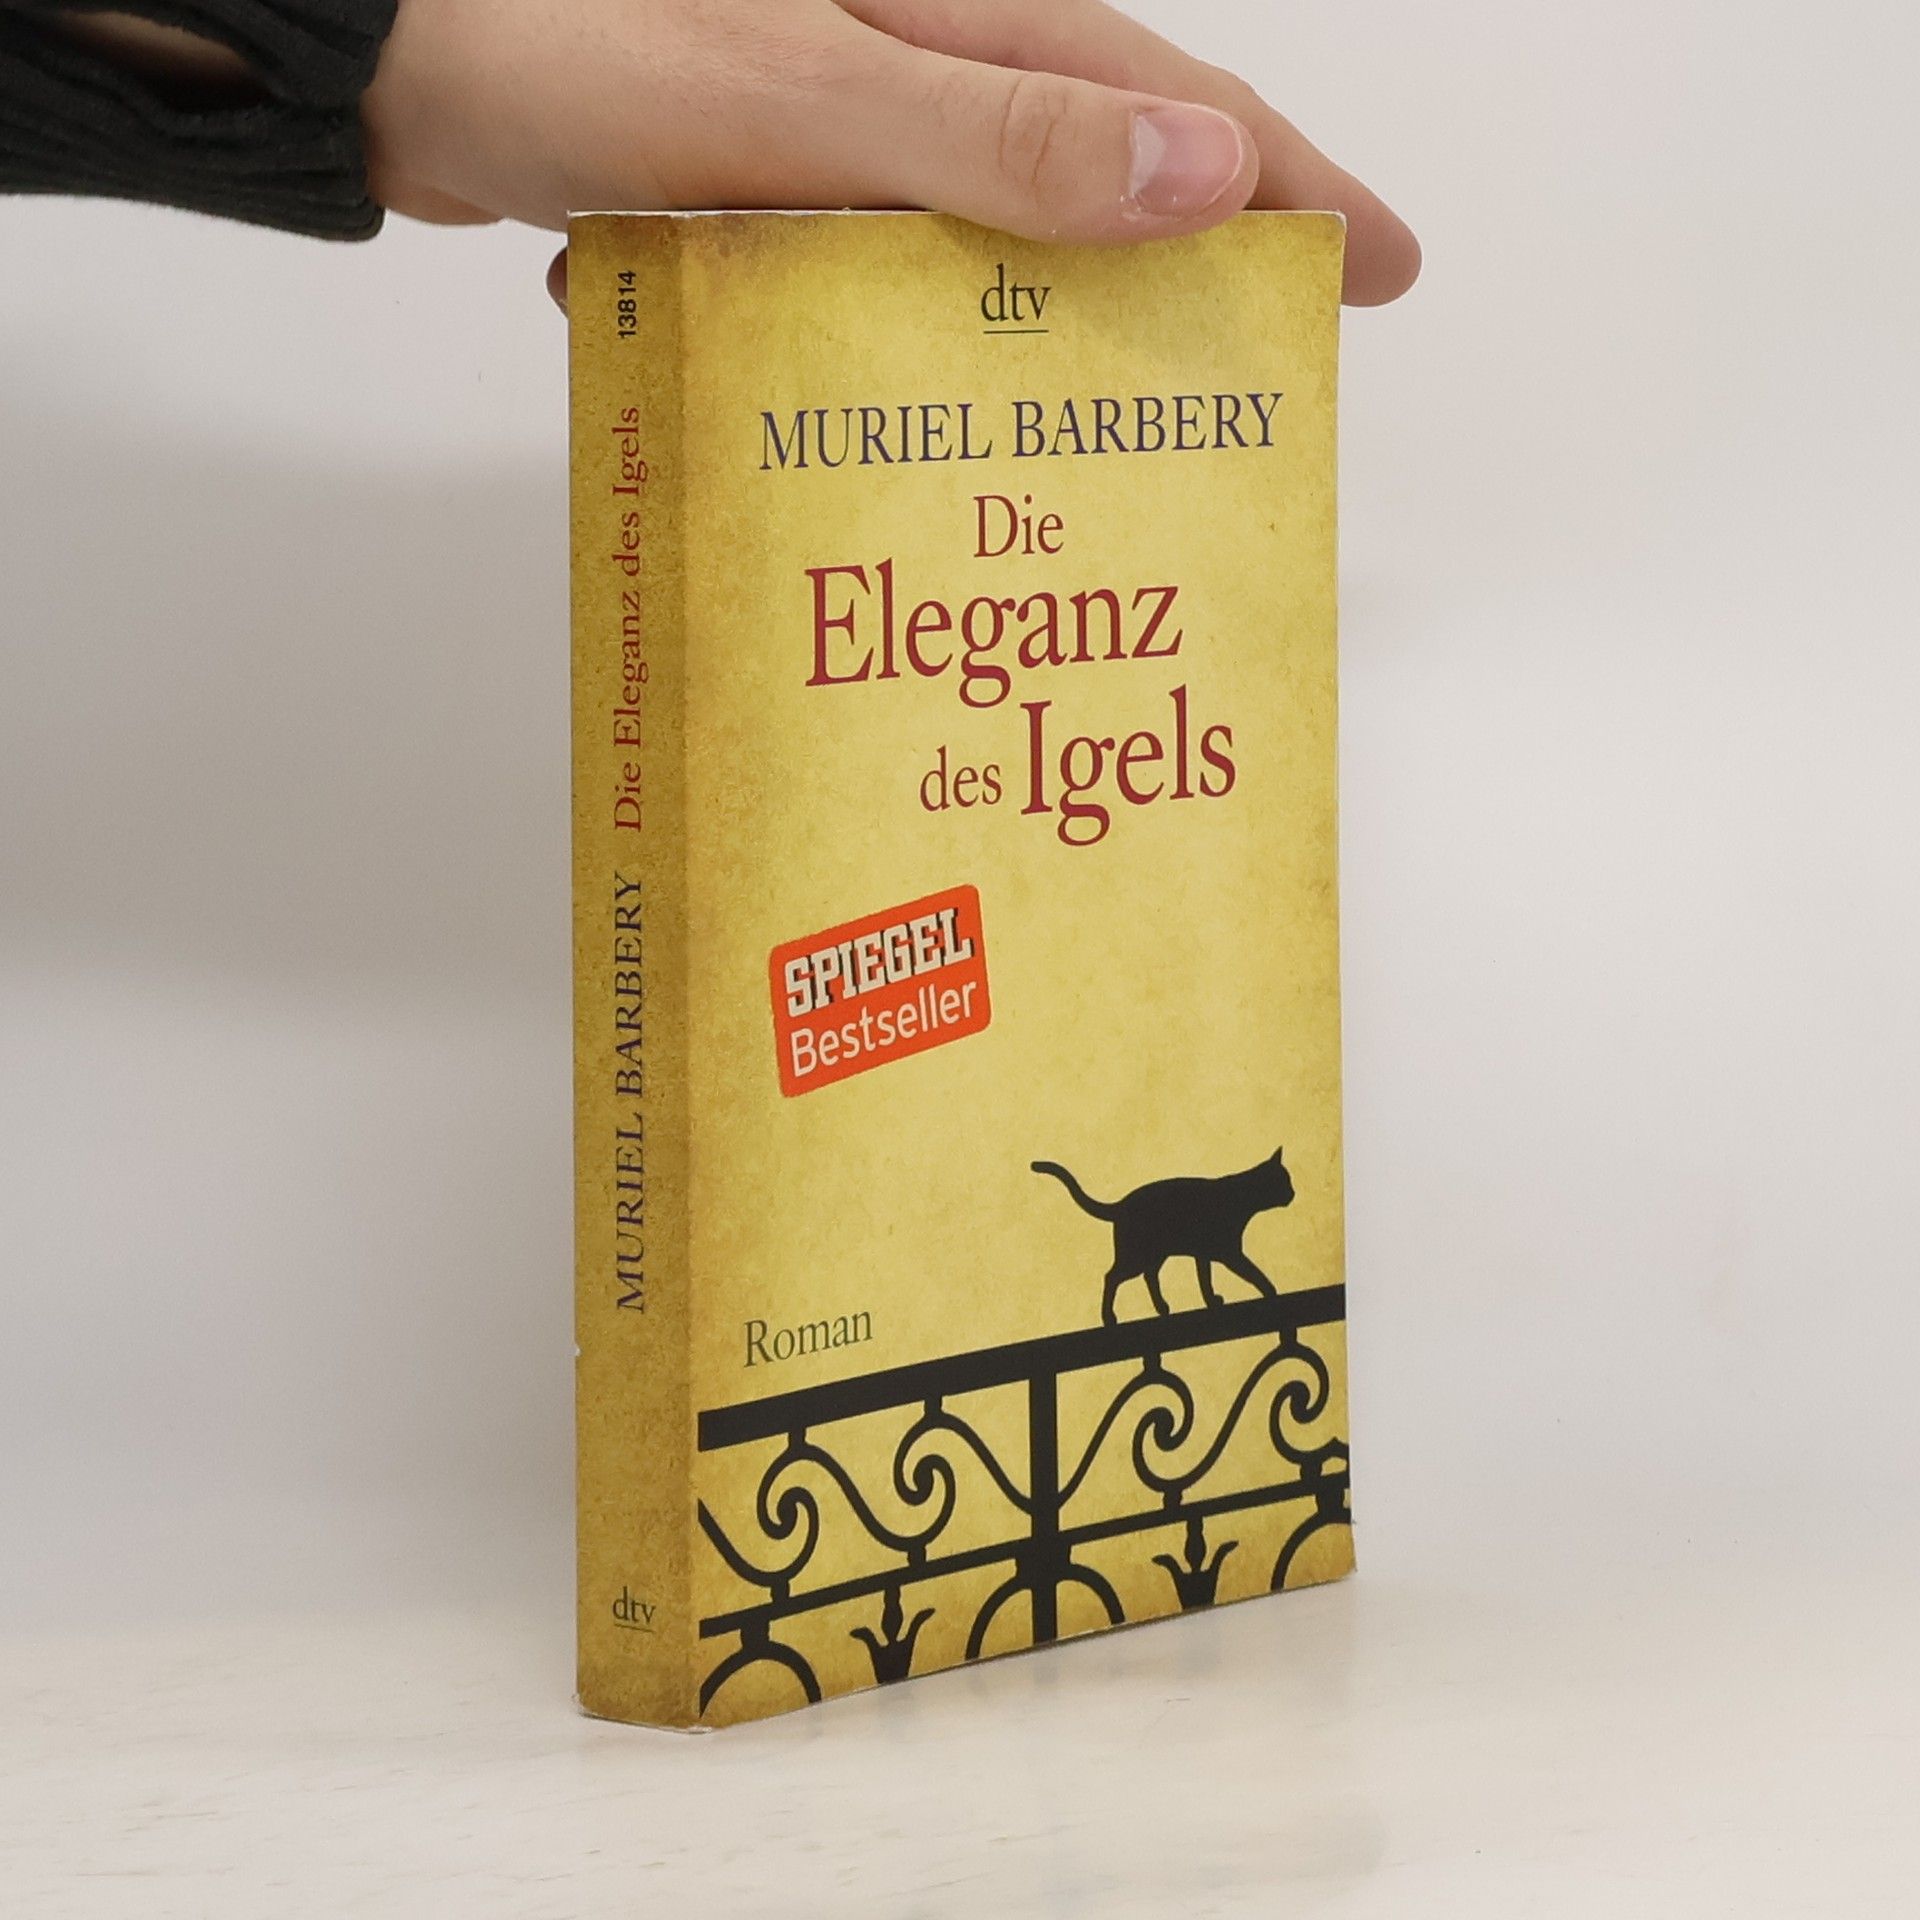 13814
MURIEL BARBERY Die Eleganz des Igels
dtv
dtv
MURIEL BARBERY
Die
Eleganz
des Igels
SPIEGEL
Bestseller
Roman